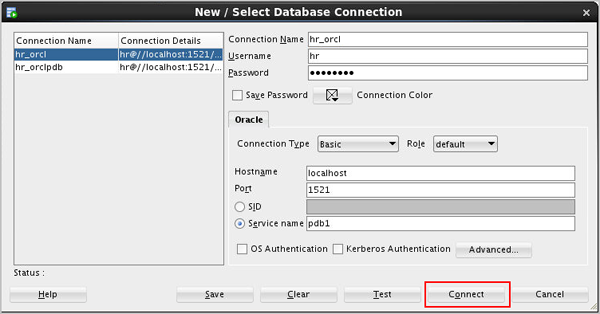 New / Select Database Connection
Connection Name Connection Details
hr_orcl hr@//localhost:1521/...
hr_orclpdb hr@//localhost:1521/...
Connection Name hr_orcl
Username hr
Password ●●●●●●●●
Save Password Connection Color
Oracle
Connection Type Basic Role default
Hostname localhost
Port 1521
SID
Service name pdb1
OS Authentication Kerberos Authentication Advanced...
Status :
Help Save Clear Test Connect Cancel